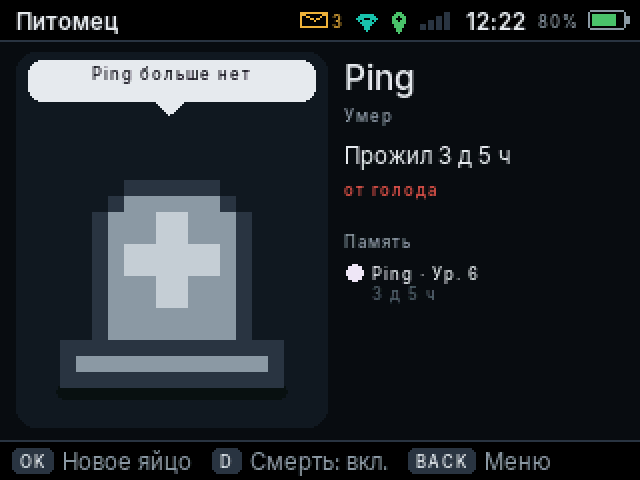 Питомец 3 12:22 80%
Ping больше нет
Ping
Умер
Прожил 3 д 5 ч
от голода
Память
Ping · Ур. 6
3 д 5 ч
OK Новое яйцо D Смерть: вкл. BACK Меню